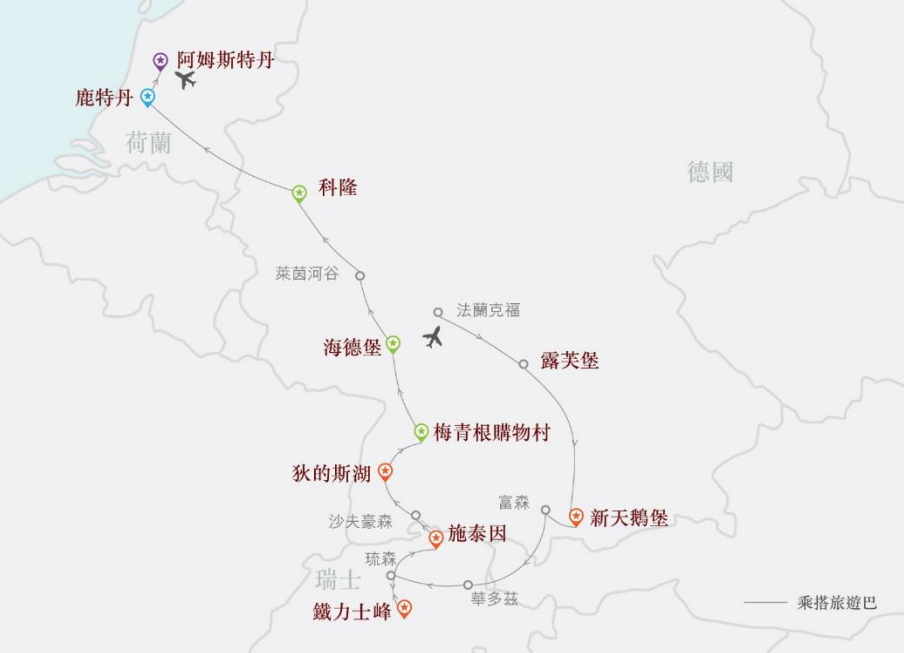 阿姆斯特丹
鹿特丹
荷蘭
德國
科隆
萊茵河谷
法蘭克福
海德堡
露芙堡
梅青根購物村
狄的斯湖
富森
新天鵝堡
沙夫豪森
施泰因
琉森
瑞士
華多茲
鐵力士峰
乘搭旅遊巴